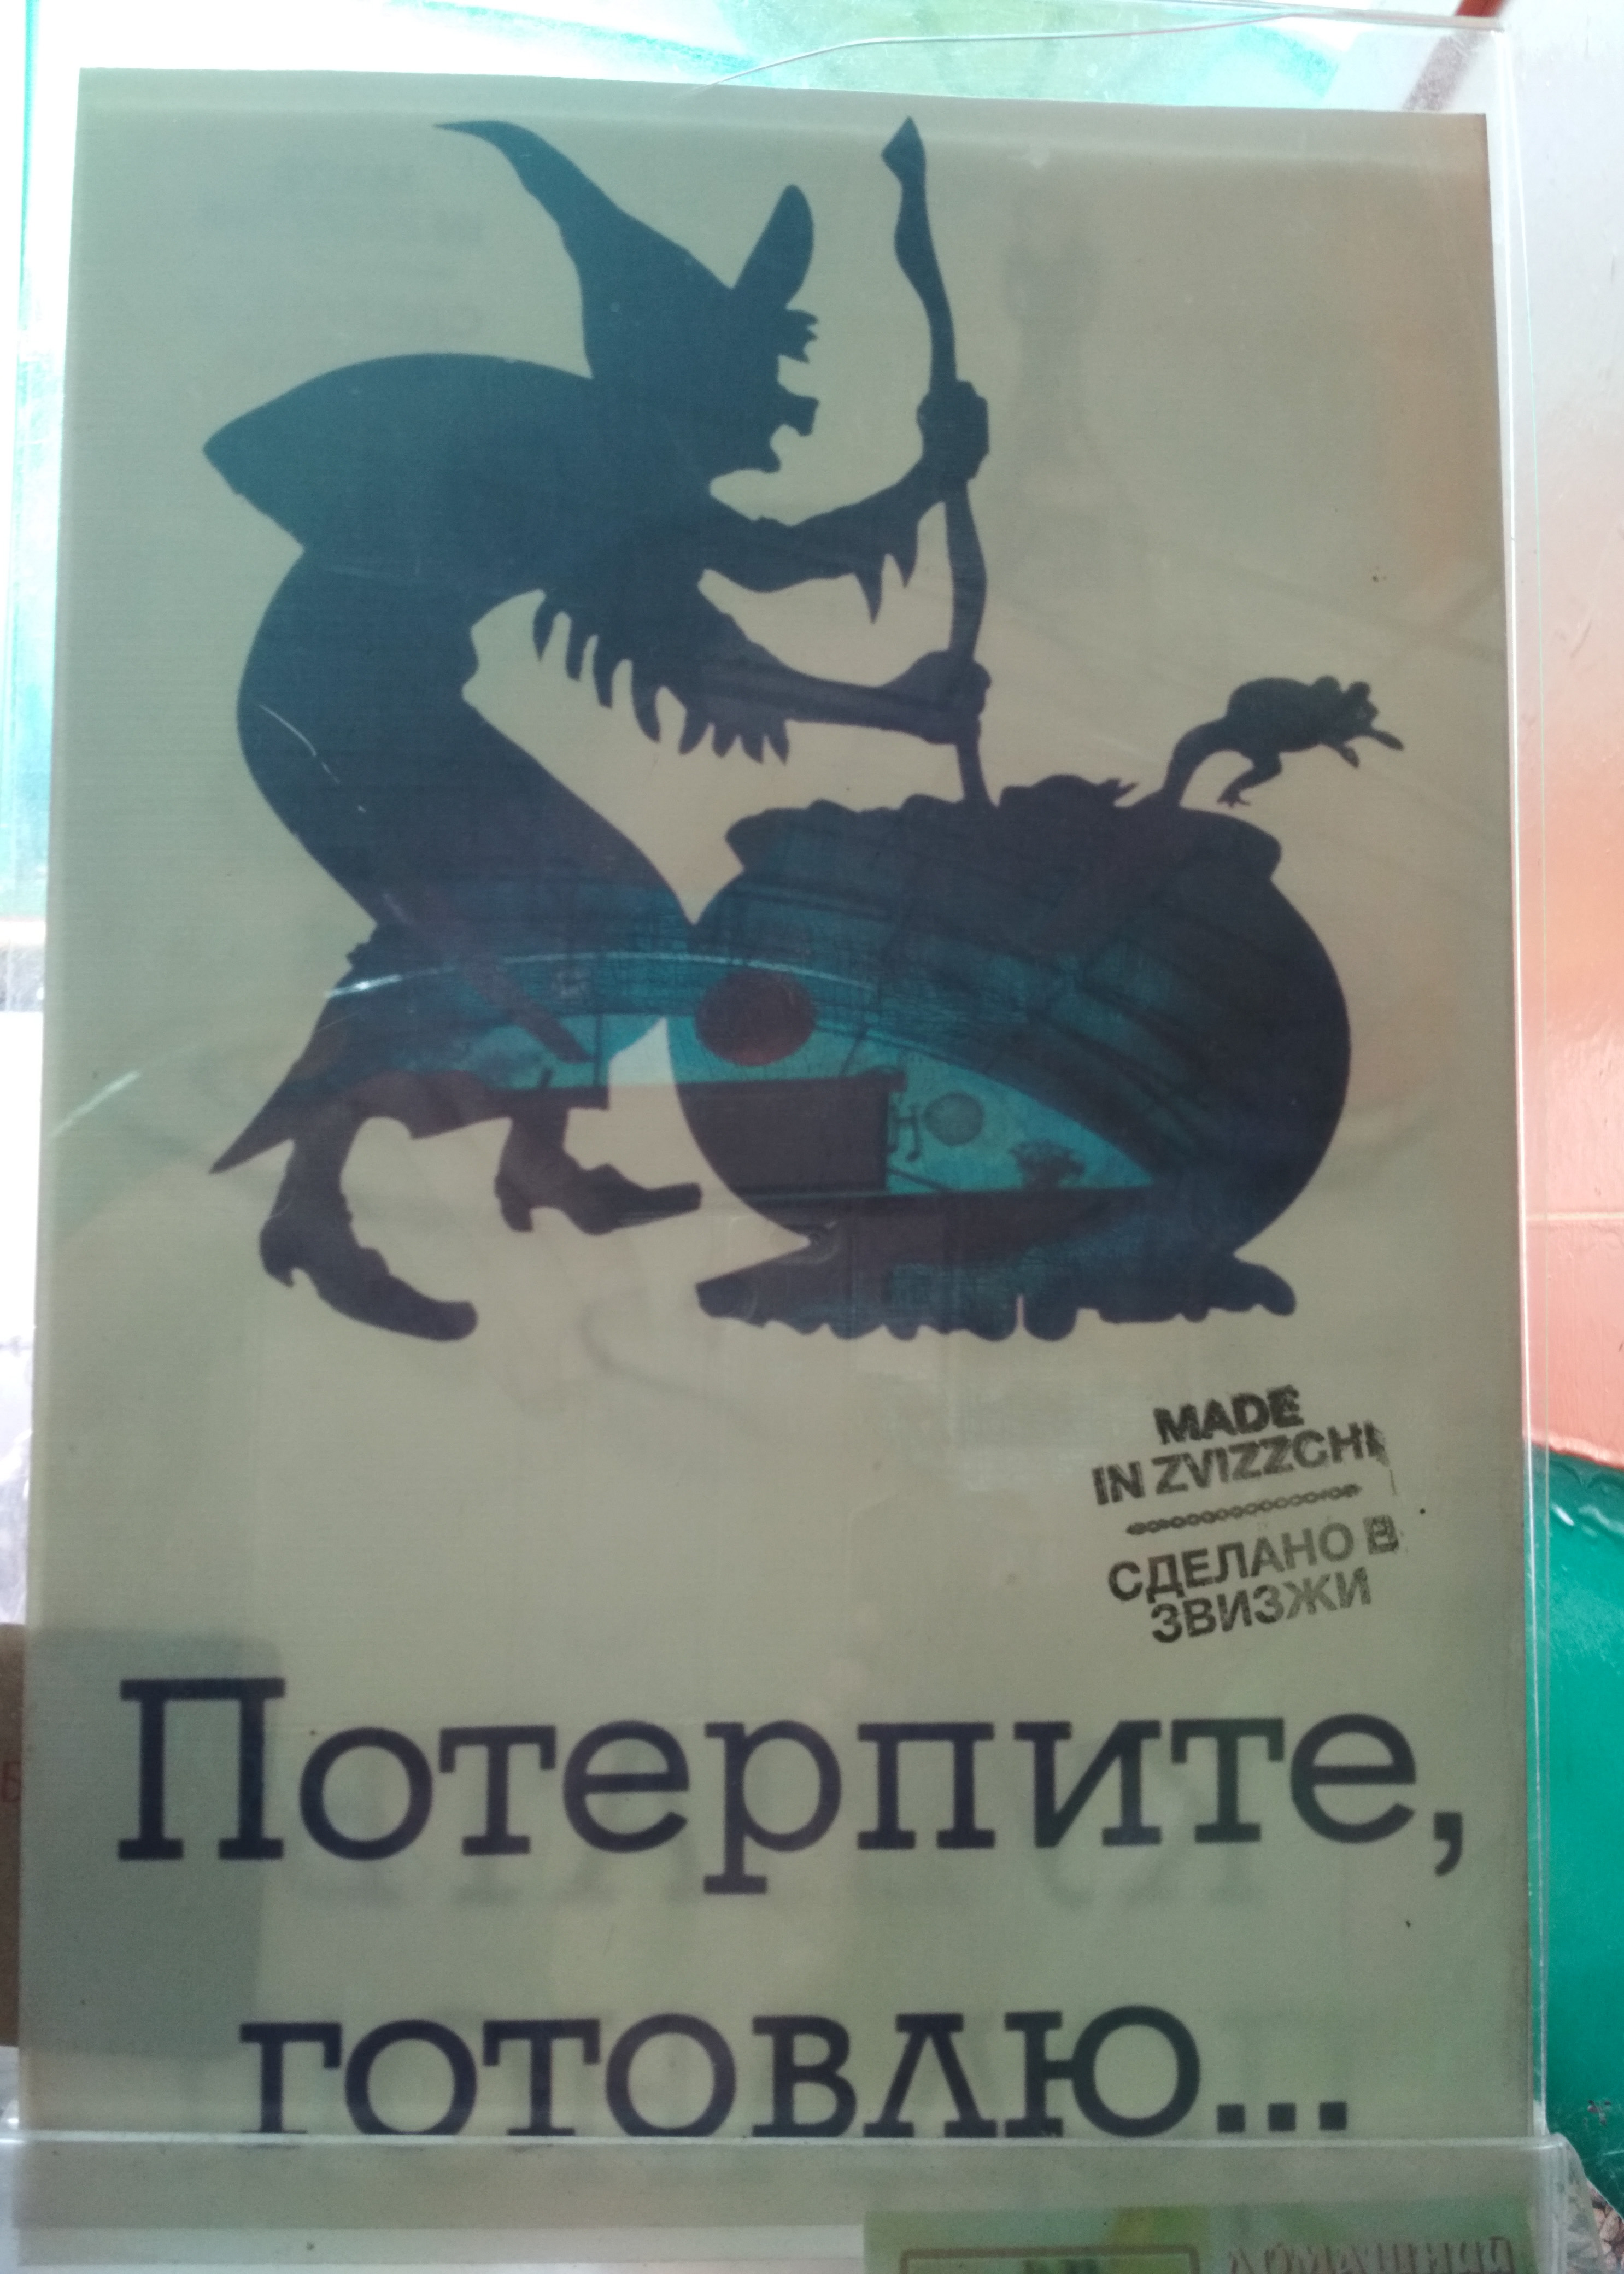 MADE
IN ZVIZZCHI
СДЕЛАНО В
ЗВИЗЖИ
Потерпите,
готовлю...